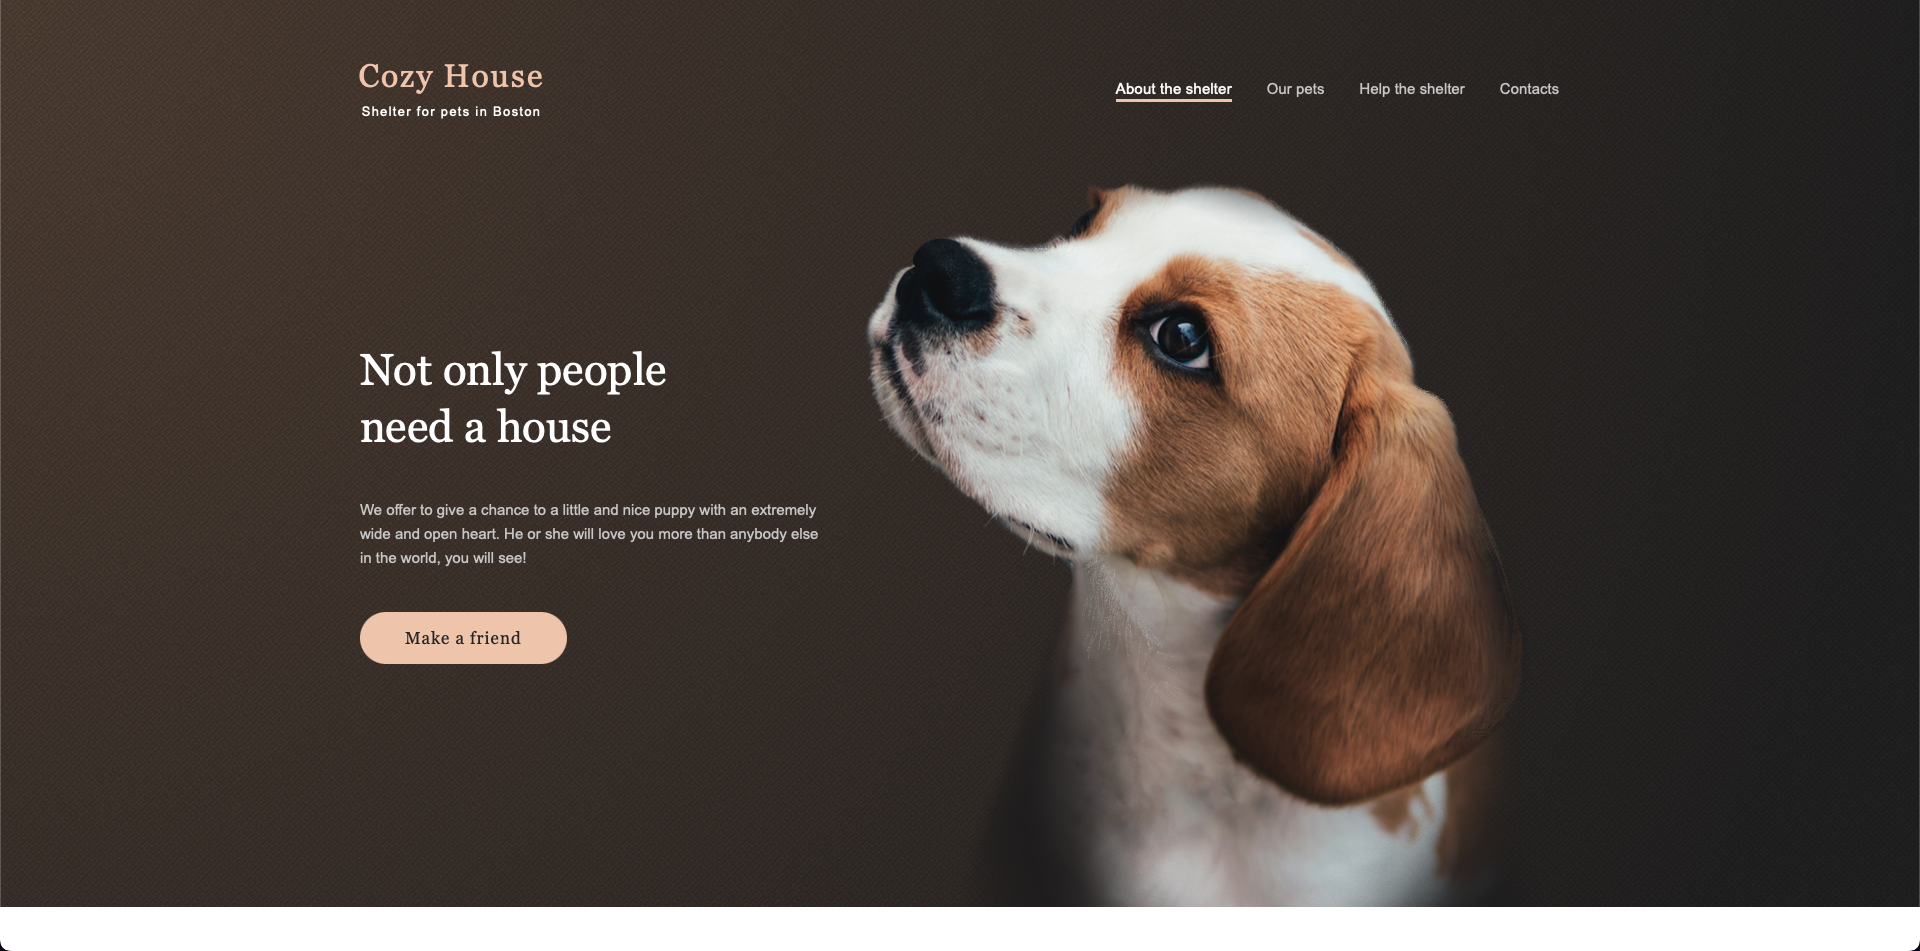 Cozy House
Shelter for pets in Boston
About the shelter
Our pets
Help the shelter
Contacts
Not only people
need a house
We offer to give a chance to a little and nice puppy with an extremely
wide and open heart. He or she will love you more than anybody else
in the world, you will see!
Make a friend